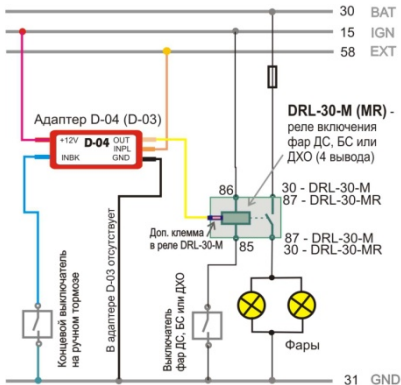 30 BAT
15 IGN
58 EXT
Адаптер D-04 (D-03)
+12V D-04 OUT
INPL
INBK GND
DRL-30-M (MR) -
реле включения
фар ДС, БС или
ДХО (4 вывода)
86
30 - DRL-30-M
87 - DRL-30-MR
Доп. клемма
в реле DRL-30-M
85
87 - DRL-30-M
30 - DRL-30-MR
В адаптере D-03 отсутствует
Концевой выключатель
на ручном тормозе
Выключатель
фар ДС, БС или ДХО
Фары
31 GND